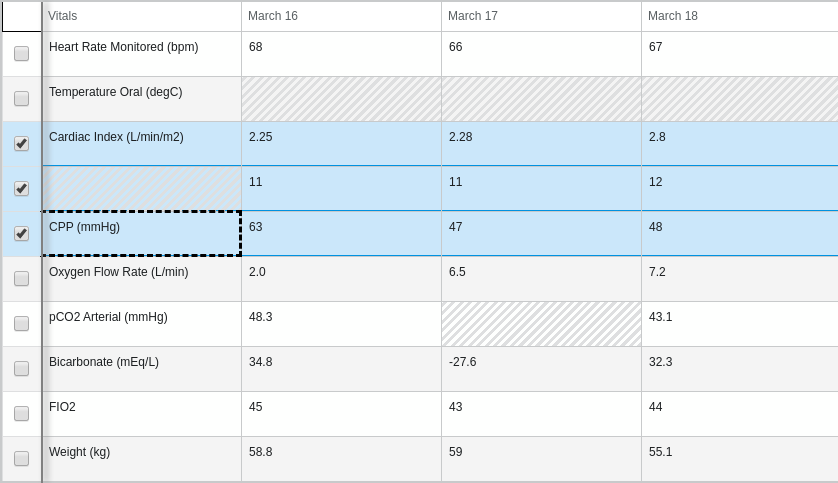 Vitals March 16 March 17 March 18
Heart Rate Monitored (bpm) 68 66 67
Temperature Oral (degC)
Cardiac Index (L/min/m2) 2.25 2.28 2.8
11 11 12
CPP (mmHg) 63 47 48
Oxygen Flow Rate (L/min) 2.0 6.5 7.2
pCO2 Arterial (mmHg) 48.3 43.1
Bicarbonate (mEq/L) 34.8 -27.6 32.3
FIO2 45 43 44
Weight (kg) 58.8 59 55.1